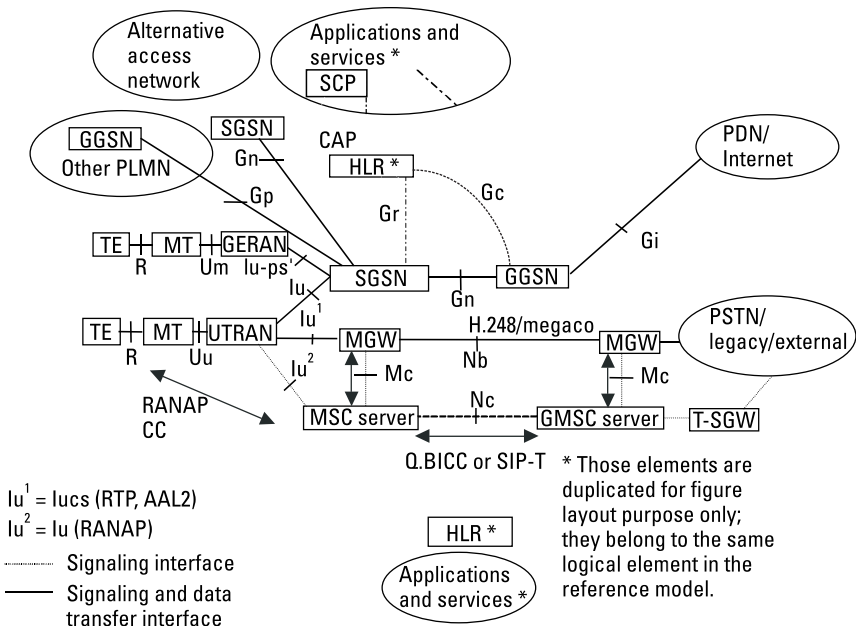 Alternative
access
network
Applications and
services *
SCP
GGSN
Other PLMN
SGSN
Gn
Gp
CAP
HLR *
Gr
Gc
PDN/
Internet
Gi
TE
R
MT
Um
GERAN
Iu-ps'
Iu
SGSN
Gn
GGSN
TE
R
MT
Uu
UTRAN
Iu1
Iu2
MGW
H.248/megaco
Nb
MGW
PSTN/
legacy/external
Mc
Mc
RANAP
CC
MSC server
Nc
GMSC server
T-SGW
Q.BICC or SIP-T
Iu1 = Iucs (RTP, AAL2)
Iu2 = Iu (RANAP)
Signaling interface
Signaling and data
transfer interface
HLR *
Applications
and services *
* Those elements are
duplicated for figure
layout purpose only;
they belong to the same
logical element in the
reference model.